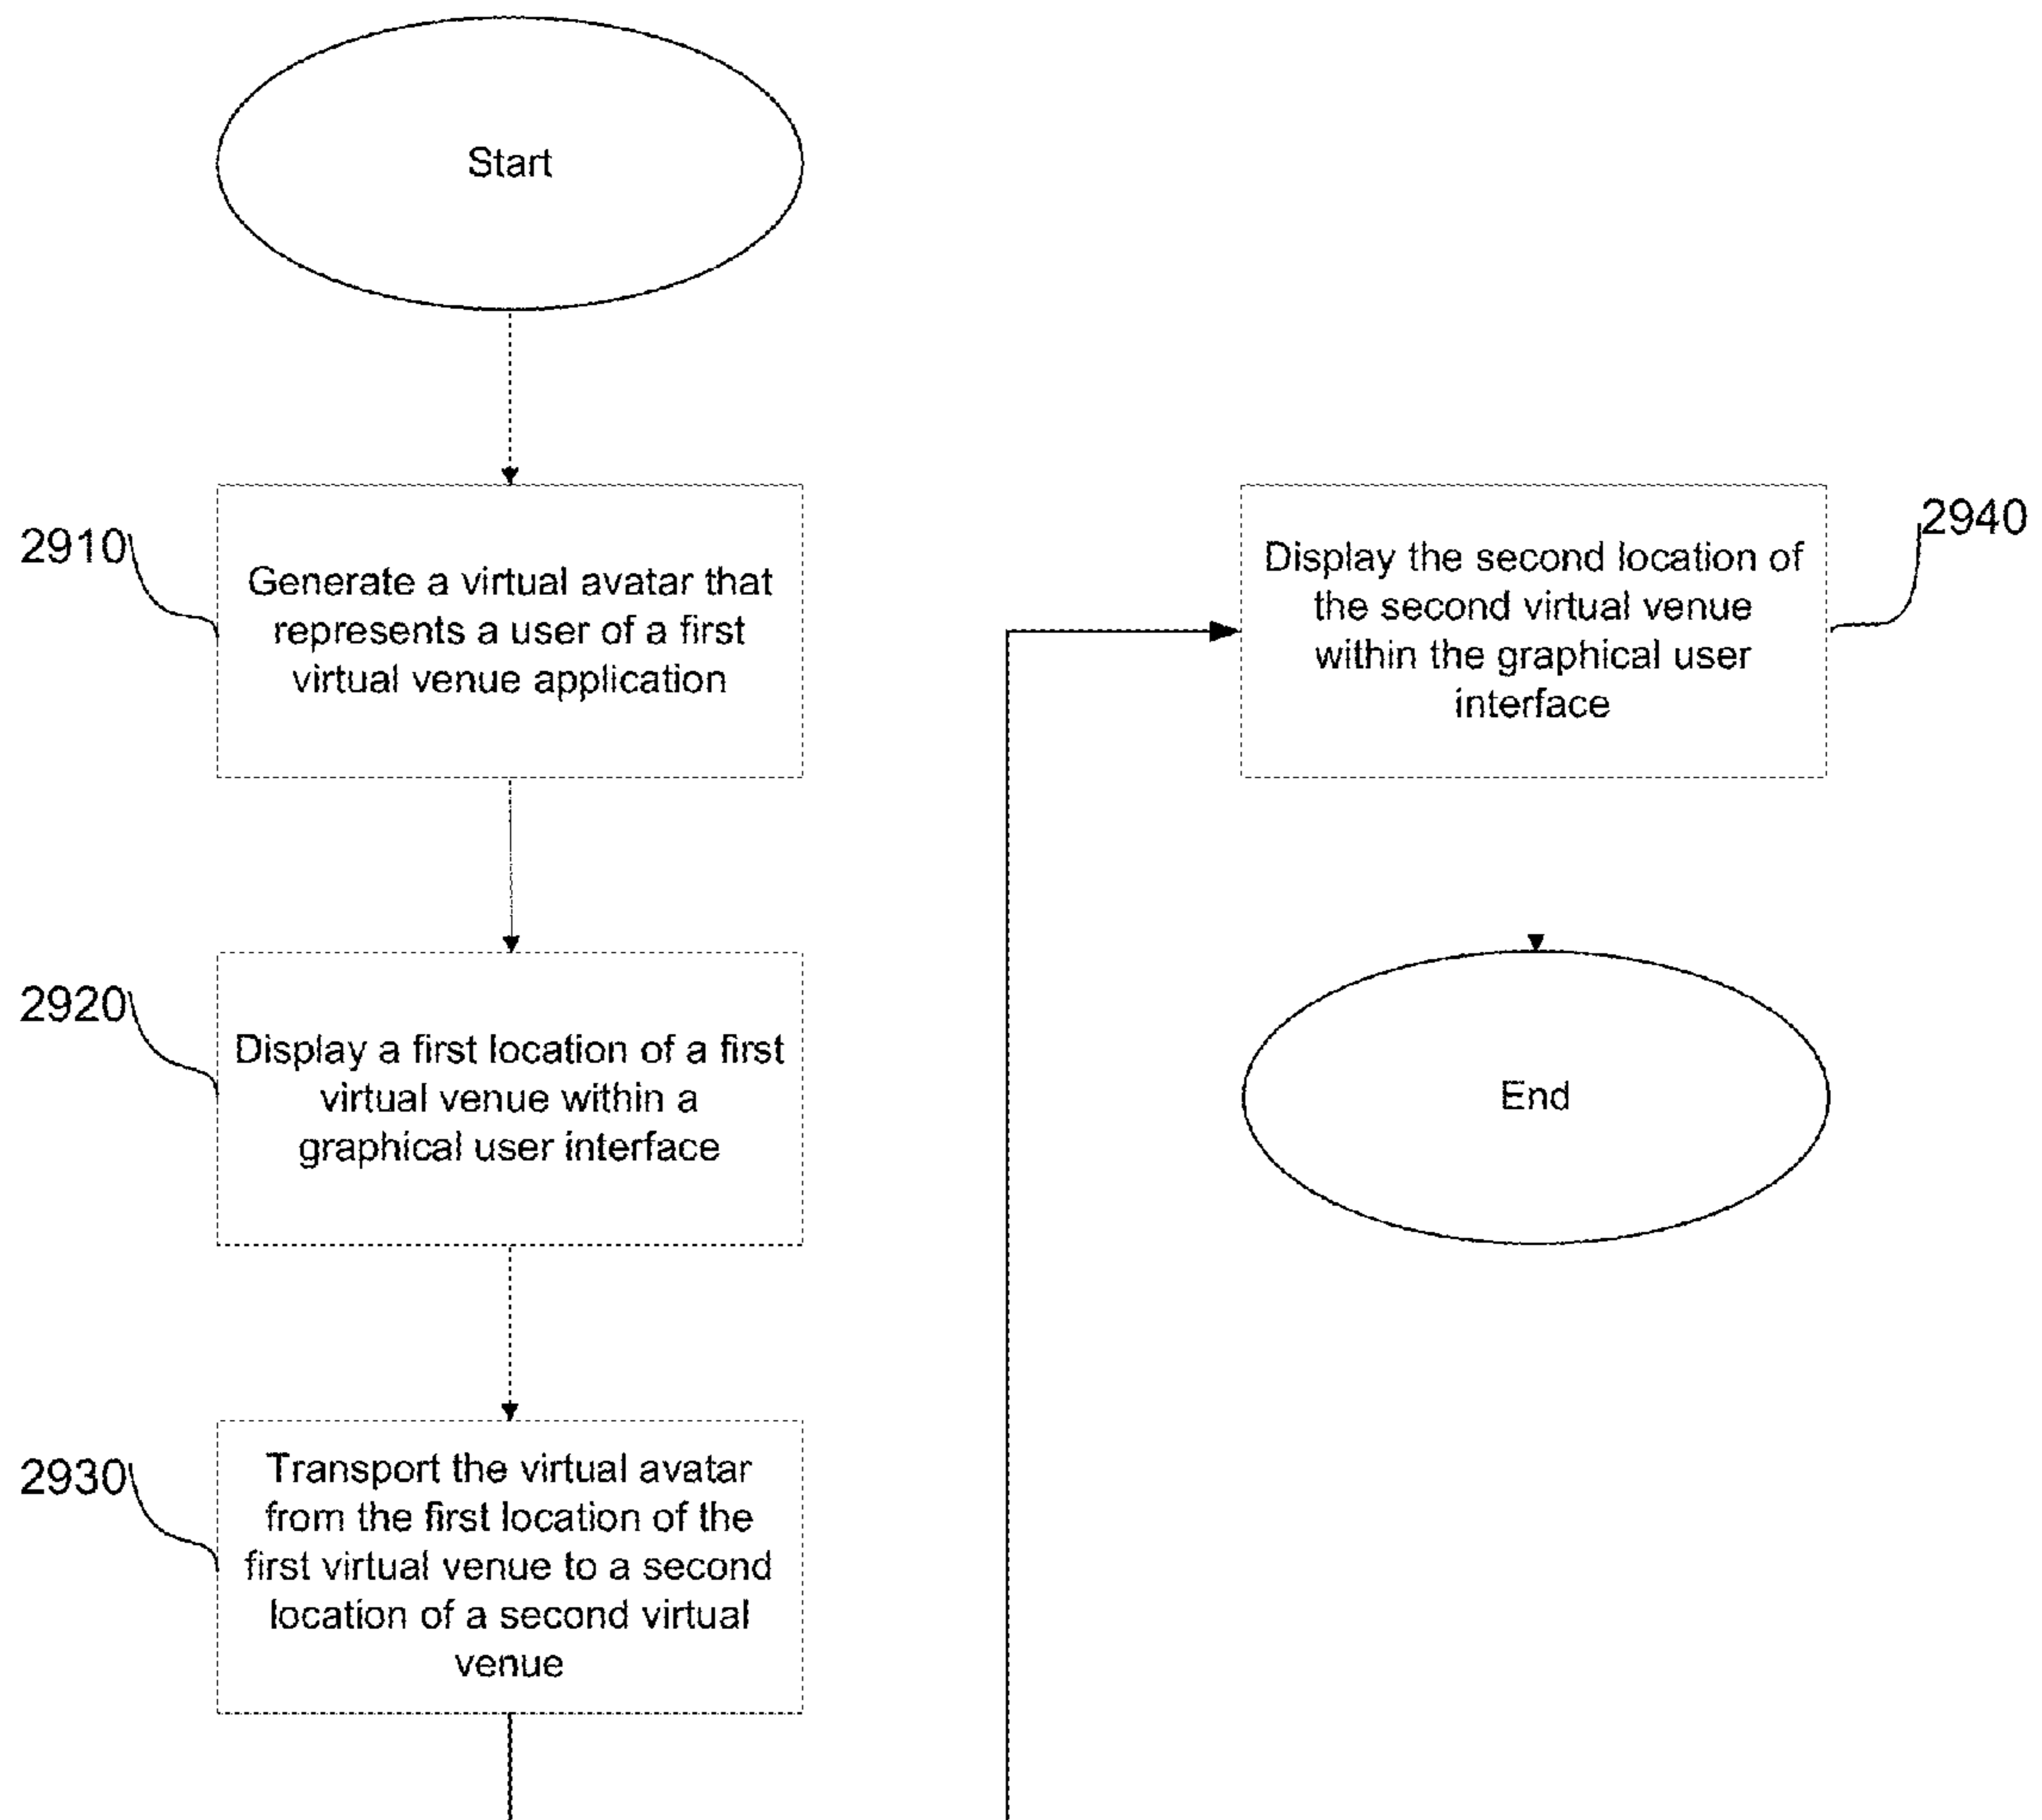 Start
2910
Generate a virtual avatar that
represents a user of a first
virtual venue application
2920
Display a first location of a first
virtual venue within a
graphical user interface
2930
Transport the virtual avatar
from the first location of the
first virtual venue to a second
location of a second virtual
venue
2940
Display the second location of
the second virtual venue
within the graphical user
interface
End